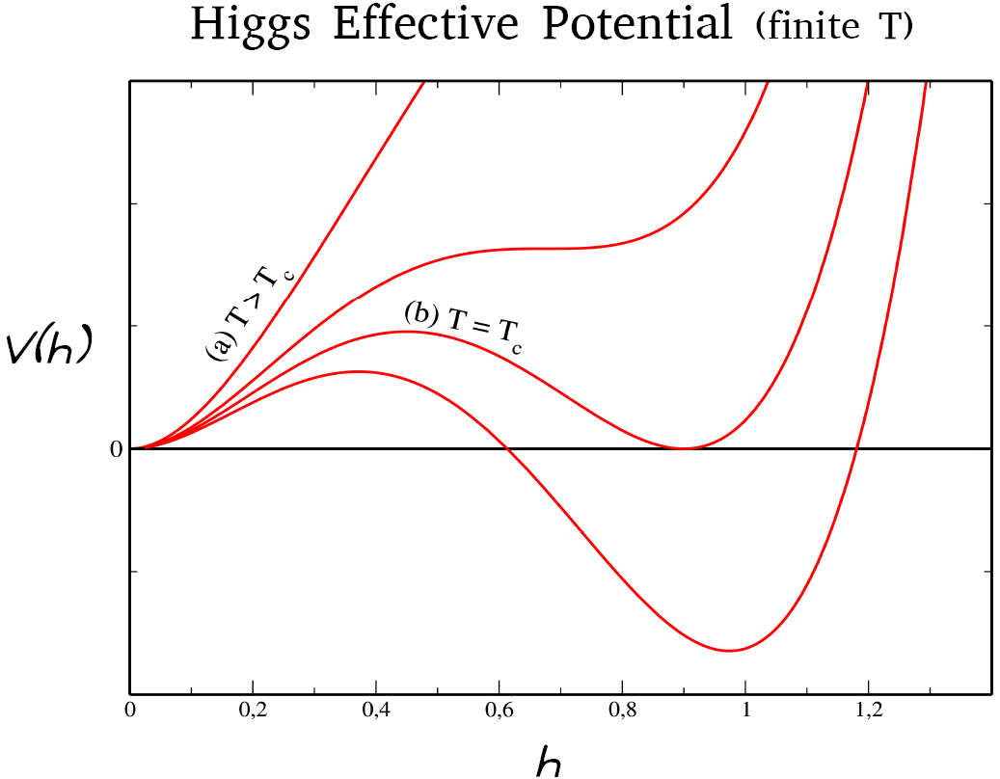 Higgs Effective Potential (finite T)
(a) T > Tc
(b) T = Tc
V(h)
0
0
0,2
0,4
0,6
0,8
1
1,2
h